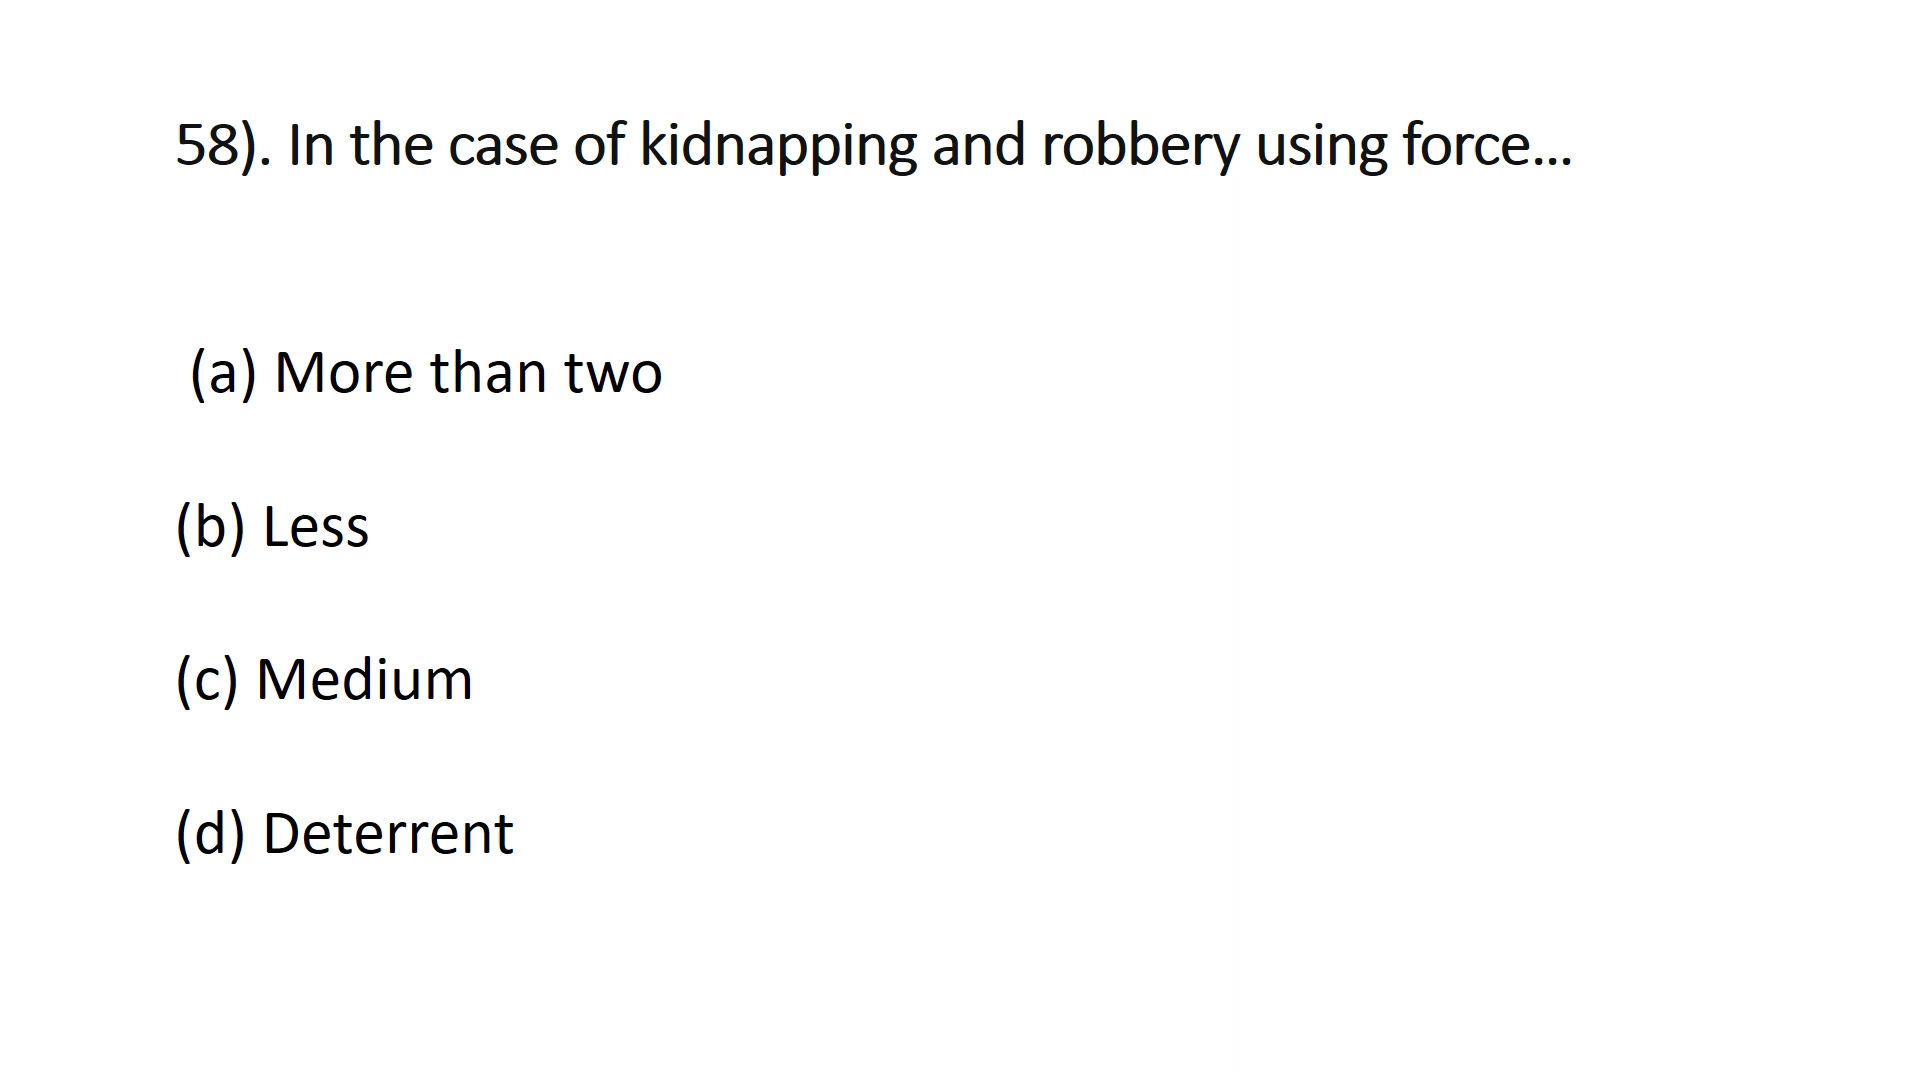 58). In the case of kidnapping and robbery using force...
(a) More than two
(b) Less
(c) Medium
(d) Deterrent